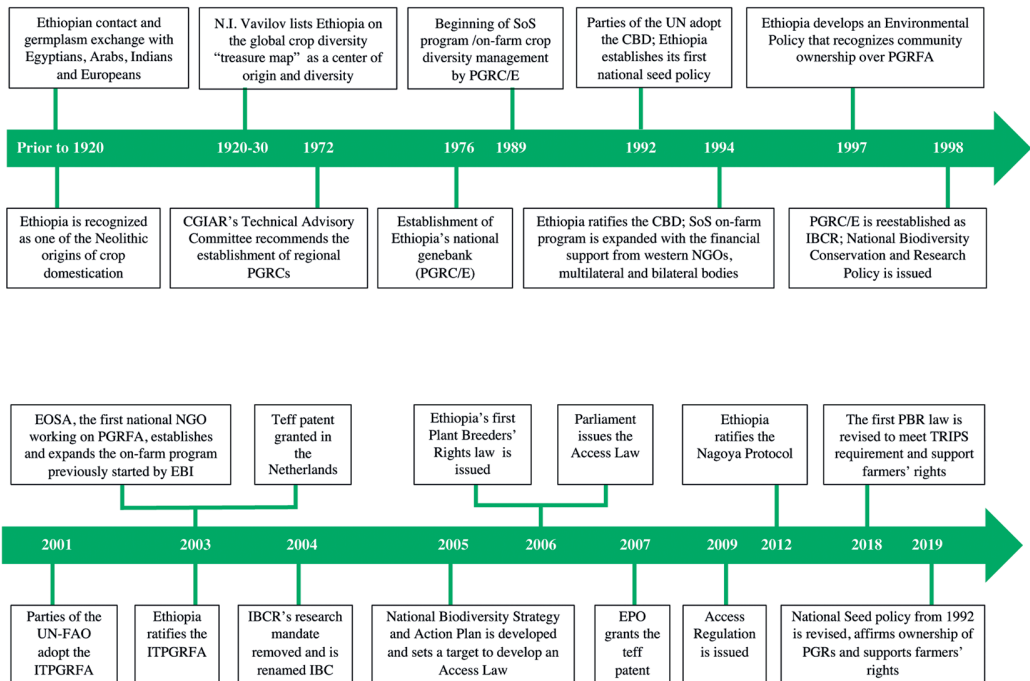 Ethiopian contact and
germplasm exchange with
Egyptians, Arabs, Indians
and Europeans
N.I. Vavilov lists Ethiopia on
the global crop diversity
“treasure map” as a center of
origin and diversity
Beginning of SoS
program /on-farm crop
diversity management
by PGRC/E
Parties of the UN adopt
the CBD; Ethiopia
establishes its first
national seed policy
Ethiopia develops an Environmental
Policy that recognizes community
ownership over PGRFA
Prior to 1920
1920-30
1972
1976
1989
1992
1994
1997
1998
Ethiopia is recognized
as one of the Neolithic
origins of crop
domestication
CGIAR’s Technical Advisory
Committee recommends the
establishment of regional
PGRCs
Establishment of
Ethiopia’s national
genebank
(PGRC/E)
Ethiopia ratifies the CBD; SoS on-farm
program is expanded with the financial
support from western NGOs,
multilateral and bilateral bodies
PGRC/E is reestablished as
IBCR; National Biodiversity
Conservation and Research
Policy is issued
EOSA, the first national NGO
working on PGRFA, establishes
and expands the on-farm program
previously started by EBI
Teff patent
granted in
the
Netherlands
Ethiopia’s first
Plant Breeders’
Rights law is
issued
Parliament
issues the
Access Law
Ethiopia
ratifies the
Nagoya Protocol
The first PBR law is
revised to meet TRIPS
requirement and support
farmers’ rights
2001
2003
2004
2005
2006
2007
2009
2012
2018
2019
Parties of the
UN-FAO
adopt the
ITPGRFA
Ethiopia
ratifies the
ITPGRFA
IBCR’s research
mandate
removed and is
renamed IBC
National Biodiversity Strategy
and Action Plan is developed
and sets a target to develop an
Access Law
EPO
grants the
teff
patent
Access
Regulation
is issued
National Seed policy from 1992
is revised, affirms ownership of
PGRs and supports farmers’
rights